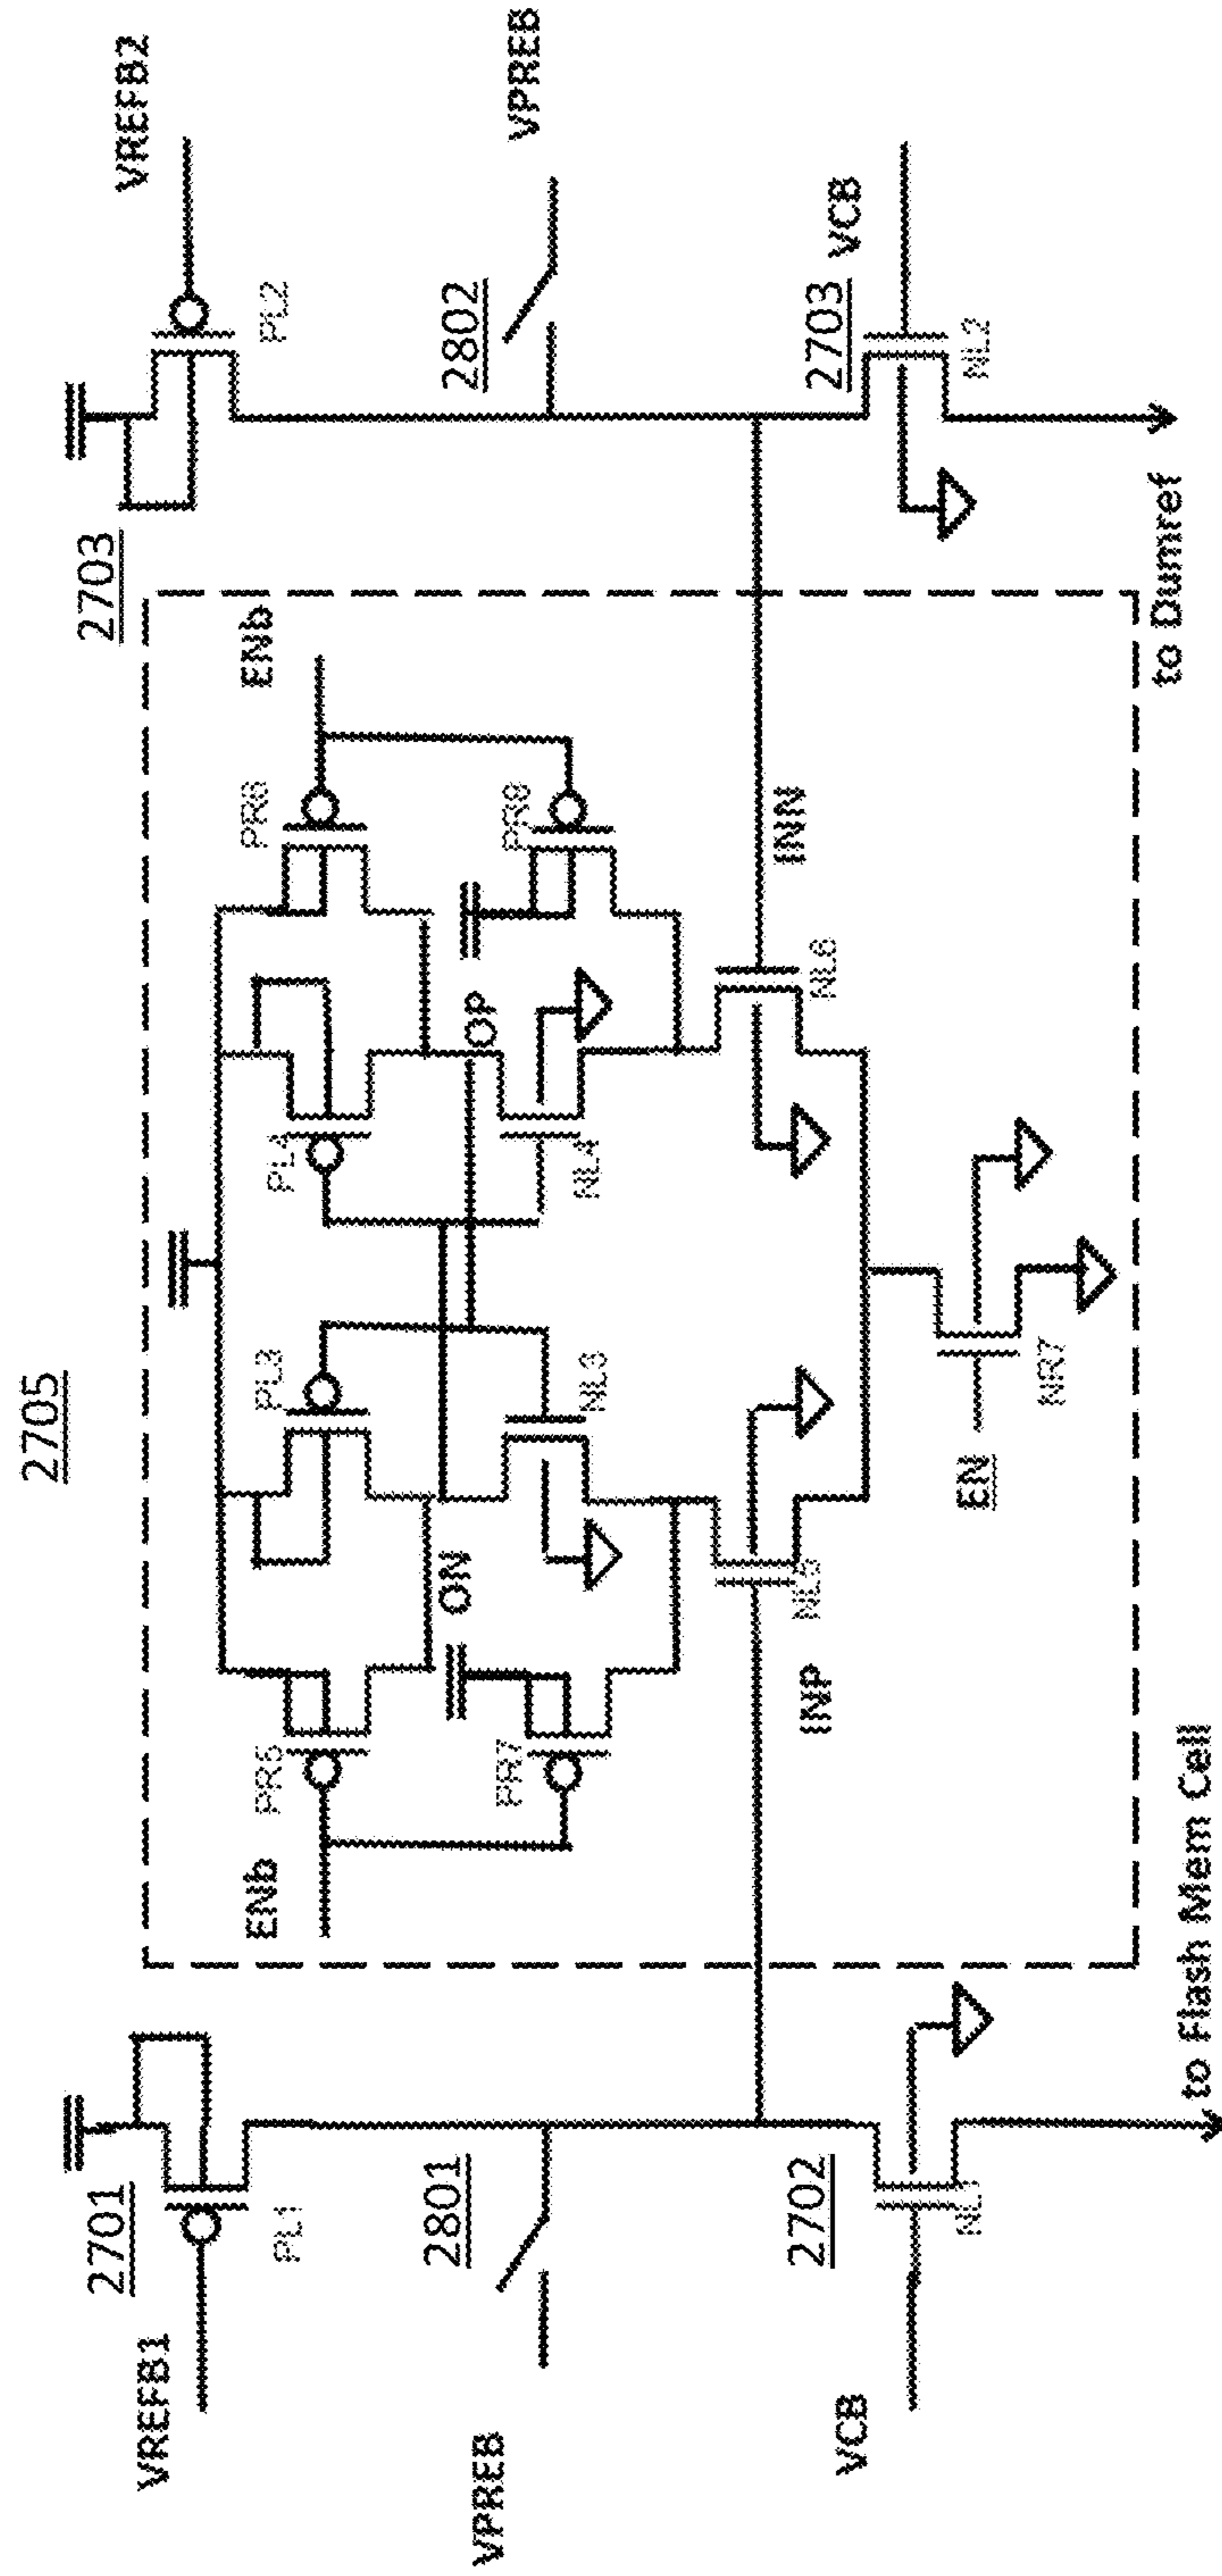 2705
2701
2703
VREFB1
VREFB2
PL1
PL2
ENb
ENb
PR5
PL3
PL4
PR6
VPREB
2801
2802
VPREB
PR7
ON
NL3
OP
NL4
INP
NL5
NL6
INN
2702
2703
VCB
VCB
NL1
NL2
EN
NR7
to Flash Mem Cell
to Dumref